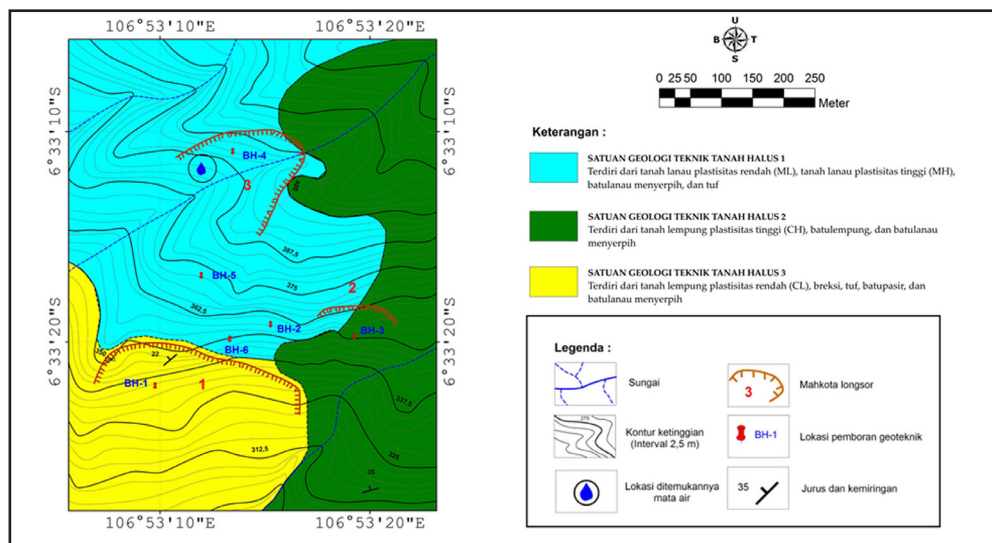 106°53'10"E 106°53'20"E
6°33'10"S
6°33'20"S
6°33'10"S
6°33'20"S
106°53'10"E 106°53'20"E
BH-4
3
387,5
375
BH-5
362,5
2
BH-2
BH-3
BH-6
350
22
BH-1
1
337,5
325
312,5
35
U
B T
S
0 25 50 100 150 200 250
Meter
Keterangan :
SATUAN GEOLOGI TEKNIK TANAH HALUS 1
Terdiri dari tanah lanau plastisitas rendah (ML), tanah lanau plastisitas tinggi (MH),
batulanau menyerpih, dan tuf
SATUAN GEOLOGI TEKNIK TANAH HALUS 2
Terdiri dari tanah lempung plastisitas tinggi (CH), batulempung, dan batulanau
menyerpih
SATUAN GEOLOGI TEKNIK TANAH HALUS 3
Terdiri dari tanah lempung plastisitas rendah (CL), breksi, tuf, batupasir, dan
batulanau menyerpih
Legenda :
Sungai
3
Mahkota longsor
275
Kontur ketinggian
(Interval 2,5 m)
BH-1
Lokasi pemboran geoteknik
Lokasi ditemukannya
mata air
35
Jurus dan kemiringan